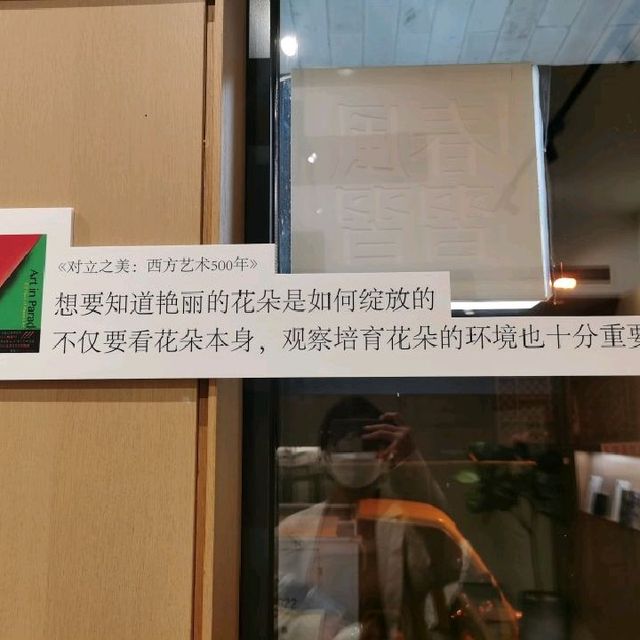 《对立之美：西方艺术500年》
想要知道艳丽的花朵是如何绽放的
不仅要看花朵本身，观察培育花朵的环境也十分重要
Art in Parad